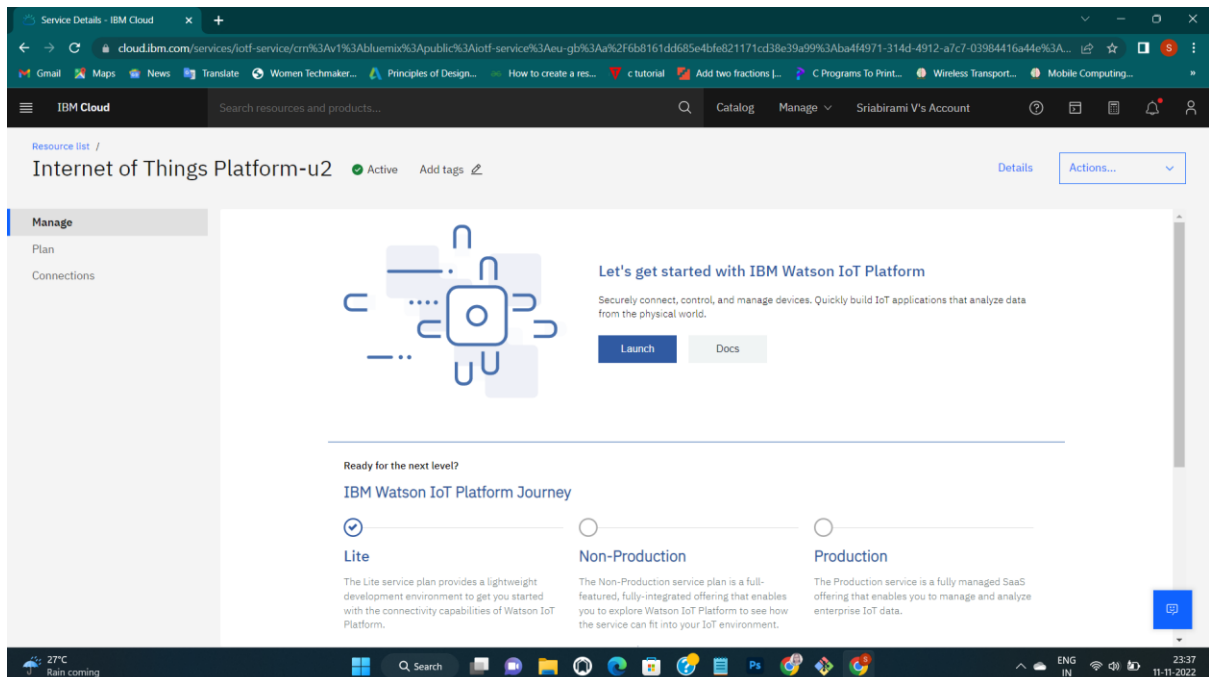 Service Details - IBM Cloud
cloud.ibm.com/services/iotf-service/crn%3Av1%3Abluemix%3Apublic%3Aiotf-service%3Aeu-gb%3Aa%2F6b8161dd685e4bfe821171cd38e39a99%3Aba4f4971-314d-4912-a7c7-03984416a44e%3A...
Gmail Maps News Translate Women Techmaker... Principles of Design... How to create a res... c tutorial Add two fractions |... C Programs To Print... Wireless Transport... Mobile Computing... »
IBM Cloud Search resources and products... Catalog Manage Sriabirami V's Account
Resource list /
Internet of Things Platform-u2 Active Add tags Details Actions...
Manage
Plan
Connections
Let's get started with IBM Watson IoT Platform
Securely connect, control, and manage devices. Quickly build IoT applications that analyze data
from the physical world.
Launch Docs
Ready for the next level?
IBM Watson IoT Platform Journey
Lite
The Lite service plan provides a lightweight
development environment to get you started
with the connectivity capabilities of Watson IoT
Platform.
Non-Production
The Non-Production service plan is a full-
featured, fully-integrated offering that enables
you to explore Watson IoT Platform to see how
the service can fit into your IoT environment.
Production
The Production service is a fully managed SaaS
offering that enables you to manage and analyze
enterprise IoT data.
27°C
Rain coming
Search
Ps
ENG
IN
23:37
11-11-2022